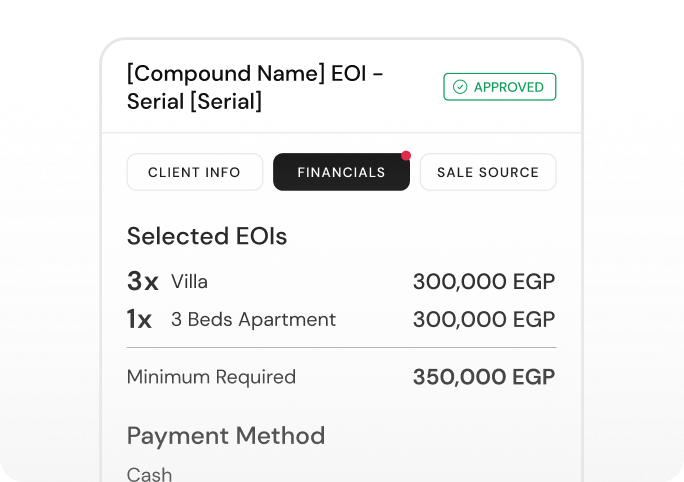 [Compound Name] EOI -
Serial [Serial]
APPROVED
CLIENT INFO
FINANCIALS
SALE SOURCE
Selected EOIs
3x Villa 300,000 EGP
1x 3 Beds Apartment 300,000 EGP
Minimum Required 350,000 EGP
Payment Method
Cash